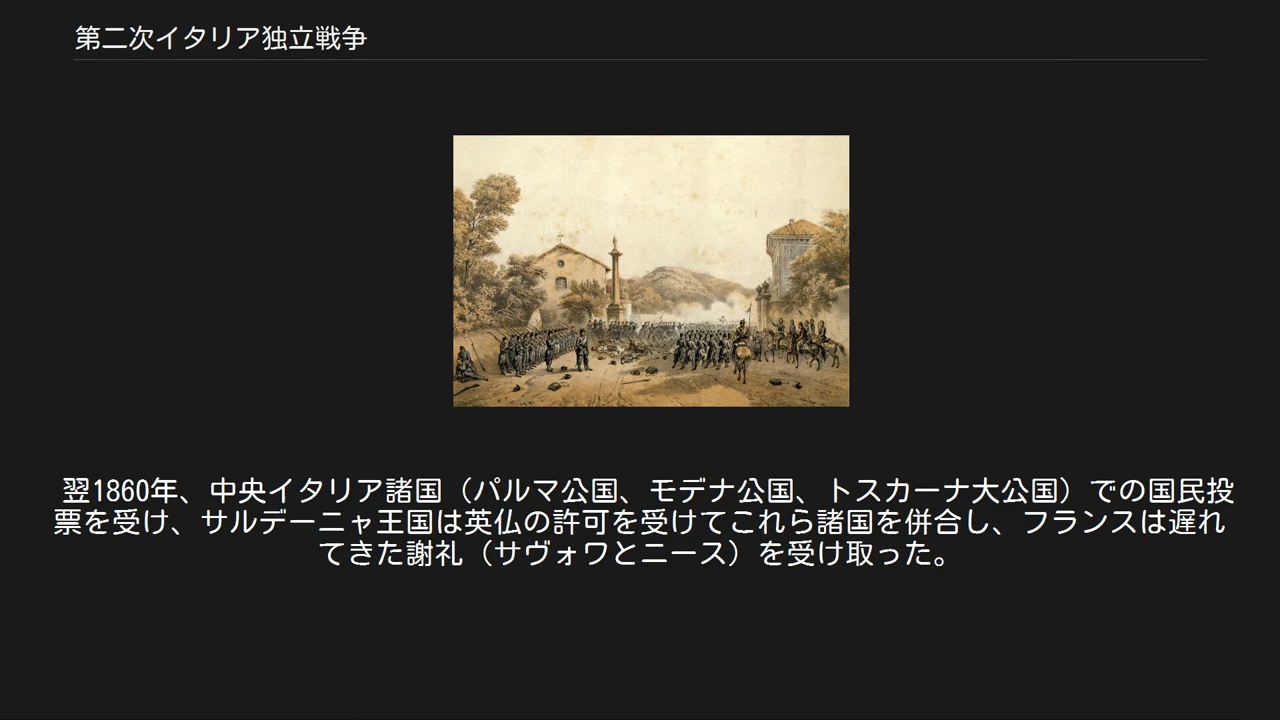 第二次イタリア独立戦争
翌1860年、中央イタリア諸国（パルマ公国、モデナ公国、トスカーナ大公国）での国民投
票を受け、サルデーニャ王国は英仏の許可を受けてこれら諸国を併合し、フランスは遅れ
てきた謝礼（サヴォワとニース）を受け取った。